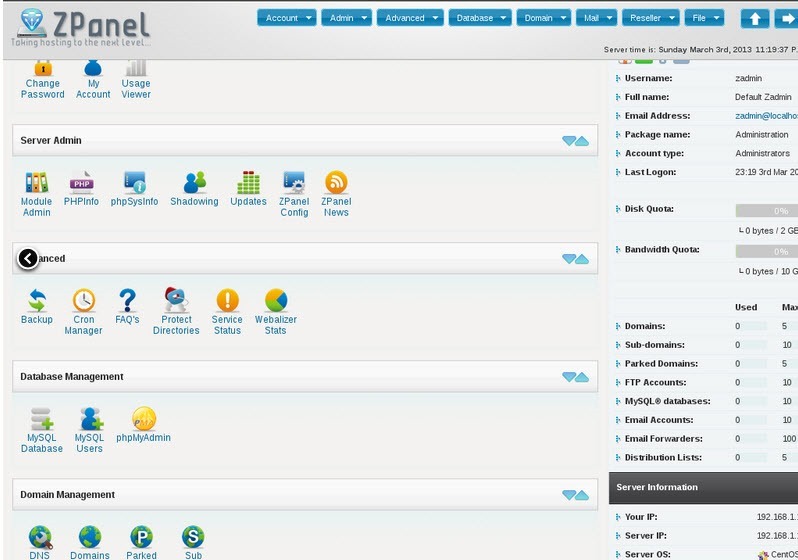 ZPanel
Taking hosting to the next level...
Account
Admin
Advanced
Database
Domain
Mail
Reseller
File
Server time is: Sunday March 3rd, 2013 11:19:37 P.
Change Password
My Account
Usage Viewer
Server Admin
Module Admin
PHPInfo
phpSysInfo
Shadowing
Updates
ZPanel Config
ZPanel News
anced
Backup
Cron Manager
FAQ's
Protect Directories
Service Status
Webalizer Stats
Database Management
MySQL Database
MySQL Users
phpMyAdmin
Domain Management
DNS
Domains
Parked
Sub
Username: zadmin
Full name: Default Zadmin
Email Address: zadmin@localhos
Package name: Administration
Account type: Administrators
Last Logon: 23:19 3rd Mar 20
Disk Quota: 0%
0 bytes / 2 GB
Bandwidth Quota: 0%
0 bytes / 10 G
Used Max
Domains: 0 5
Sub-domains: 0 10
Parked Domains: 0 5
FTP Accounts: 0 10
MySQL® databases: 0 10
Email Accounts: 0 10
Email Forwarders: 0 100
Distribution Lists: 0 5
Server Information
Your IP: 192.168.1.
Server IP: 192.168.1.
Server OS: CentOS